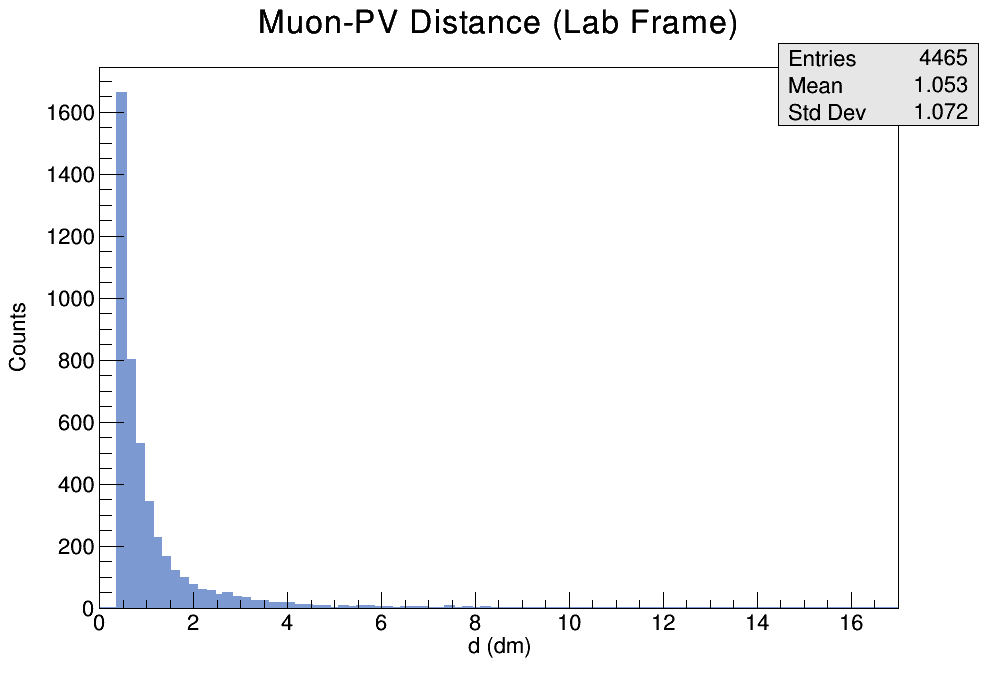 Muon-PV Distance (Lab Frame)
Entries 4465
Mean 1.053
Std Dev 1.072
1600
1400
1200
1000
800
600
400
200
0
Counts
0 2 4 6 8 10 12 14 16
d (dm)